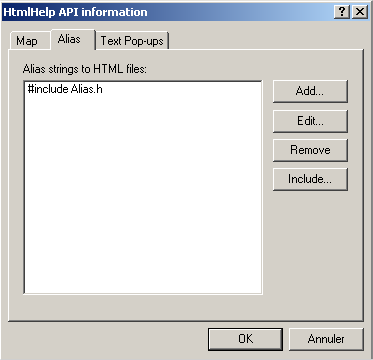 HtmlHelp API information
Map Alias Text Pop-ups
Alias strings to HTML files:
#include Alias.h
Add...
Edit...
Remove
Include...
OK Annuler